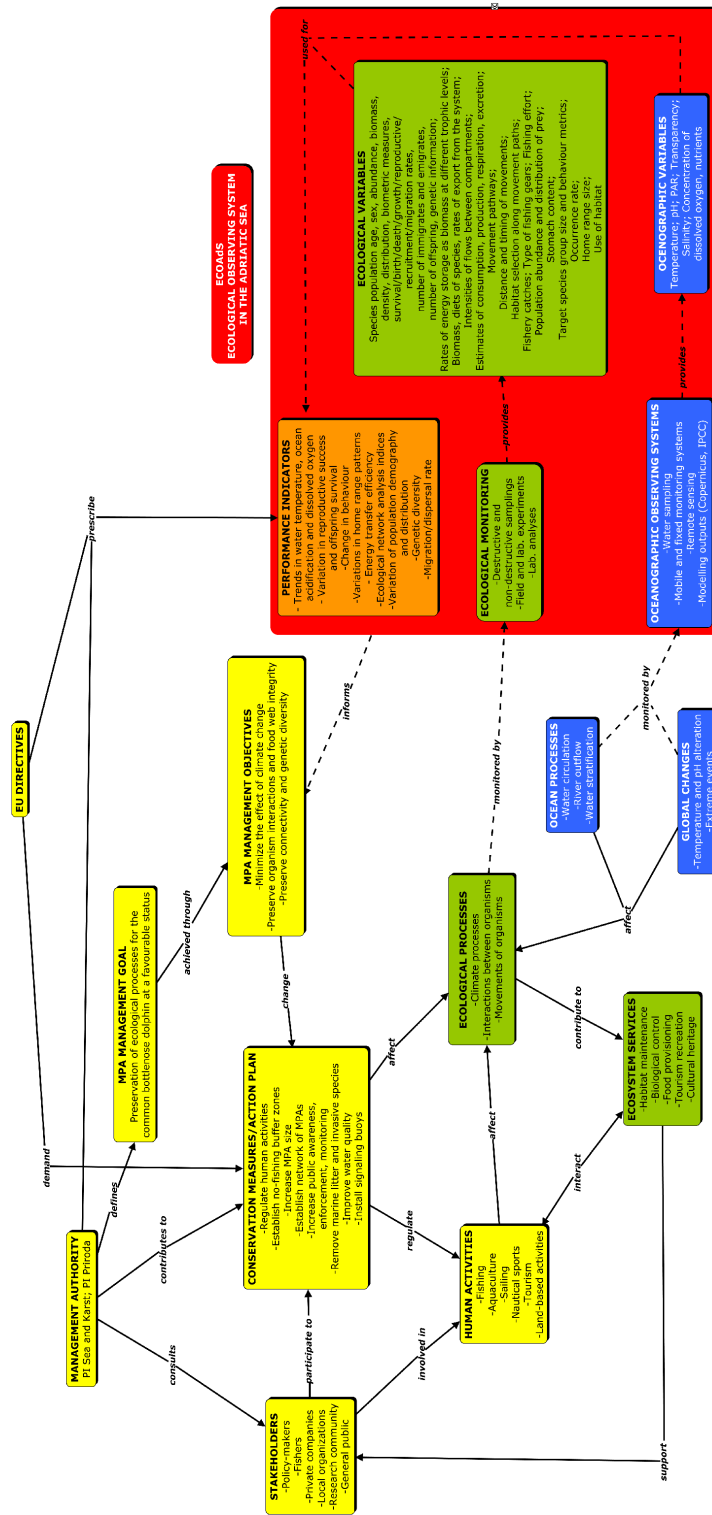 EU DIRECTIVES
MANAGEMENT AUTHORITY
PI Sea and Karst; PI Priroda
demand
defines
prescribe
MPA MANAGEMENT GOAL
Preservation of ecological processes for the
common bottlenose dolphin at a favourable status
consults
contributes to
achieved through
STAKEHOLDERS
-Policy-makers
-Fishers
-Private companies
-Local organizations
-Research community
-General public
participate to
CONSERVATION MEASURES/ACTION PLAN
-Regulate human activities
-Establish no-fishing buffer zones
-Increase MPA size
-Establish network of MPAs
-Increase public awareness,
enforcement, monitoring
-Remove marine litter and invasive species
-Improve water quality
-Install signaling buoys
change
MPA MANAGEMENT OBJECTIVES
-Minimize the effect of climate change
-Preserve organism interactions and food web integrity
-Preserve connectivity and genetic diversity
informs
ECOAdS
ECOLOGICAL OBSERVING SYSTEM
IN THE ADRIATIC SEA
PERFORMANCE INDICATORS
- Trends in water temperature, ocean
acidification and dissolved oxygen
- Variation in reproductive success
and offspring survival
-Change in behaviour
-Variations in home range patterns
- Energy transfer efficiency
-Ecological network analysis indices
-Variation of population demography
and distribution
-Genetic diversity
-Migration/dispersal rate
used for
ECOLOGICAL VARIABLES
Species population age, sex, abundance, biomass,
density, distribution, biometric measures,
survival/birth/death/growth/reproductive/
recruitment/migration rates,
number of immigrates and emigrates,
number of offspring, genetic information;
Rates of energy storage as biomass at different trophic levels;
Biomass, diets of species, rates of export from the system;
Intensities of flows between compartments;
Estimates of consumption, production, respiration, excretion;
Movement pathways;
Distance and timing of movements;
Habitat selection along movement paths;
Fishery catches; Type of fishing gears; Fishing effort;
Population abundance and distribution of prey;
Stomach content;
Target species group size and behaviour metrics;
Occurrence rate;
Home range size;
Use of habitat
involved in
regulate
affect
HUMAN ACTIVITIES
-Fishing
-Aquaculture
-Sailing
-Nautical sports
-Tourism
-Land-based activities
affect
ECOLOGICAL PROCESSES
-Climate processes
-Interactions between organisms
-Movements of organisms
monitored by
ECOLOGICAL MONITORING
-Destructive and
non-destructive samplings
-Field and lab. experiments
-Lab. analyses
provides
interact
contribute to
affect
OCEAN PROCESSES
-Water circulation
-River outflow
-Water stratification
monitored by
support
ECOSYSTEM SERVICES
-Habitat maintenance
-Biological control
-Food provisioning
-Tourism recreation
-Cultural heritage
GLOBAL CHANGES
-Temperature and pH alteration
-Extreme events
OCEANOGRAPHIC OBSERVING SYSTEMS
-Water sampling
-Mobile and fixed monitoring systems
-Remote sensing
-Modelling outputs (Copernicus, IPCC)
provides
OCENOGRAPHIC VARIABLES
Temperature; pH; PAR; Transparency;
Salinity; Concentration of
dissolved oxygen, nutrients